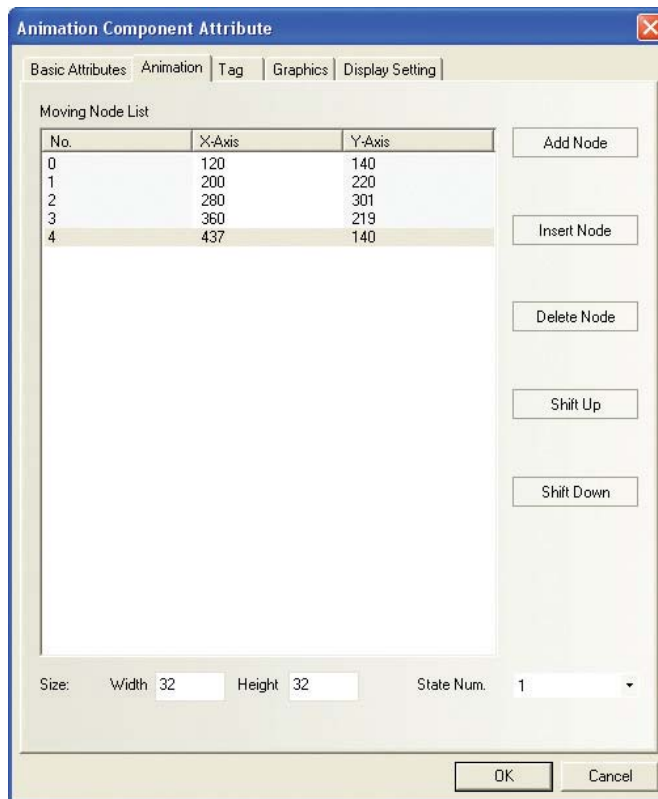 Animation Component Attribute
Basic Attributes Animation Tag Graphics Display Setting
Moving Node List
No. X-Axis Y-Axis
0 120 140
1 200 220
2 280 301
3 360 219
4 437 140
Add Node
Insert Node
Delete Node
Shift Up
Shift Down
Size: Width 32 Height 32 State Num. 1
OK Cancel